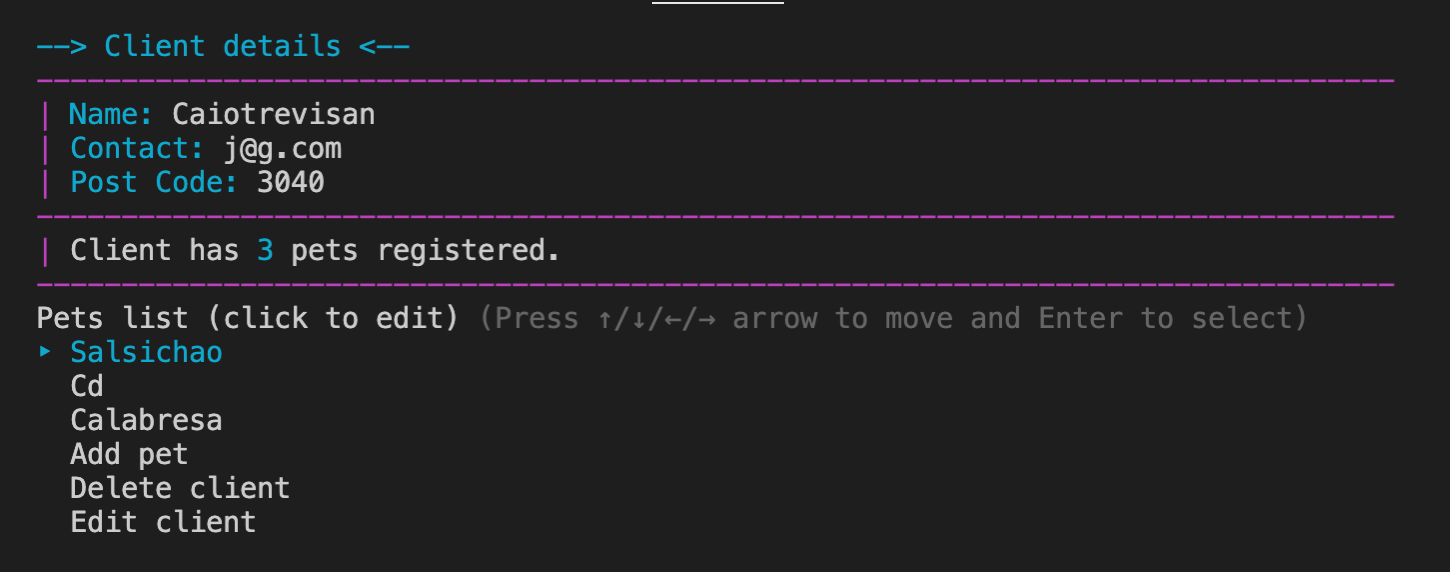 --> Client details <--
--------------------------------------------------------------------------------
| Name: Caiotrevisan
| Contact: j@g.com
| Post Code: 3040
--------------------------------------------------------------------------------
| Client has 3 pets registered.
--------------------------------------------------------------------------------
Pets list (click to edit) (Press ↑/↓/←/→ arrow to move and Enter to select)
‣ Salsichao
Cd
Calabresa
Add pet
Delete client
Edit client